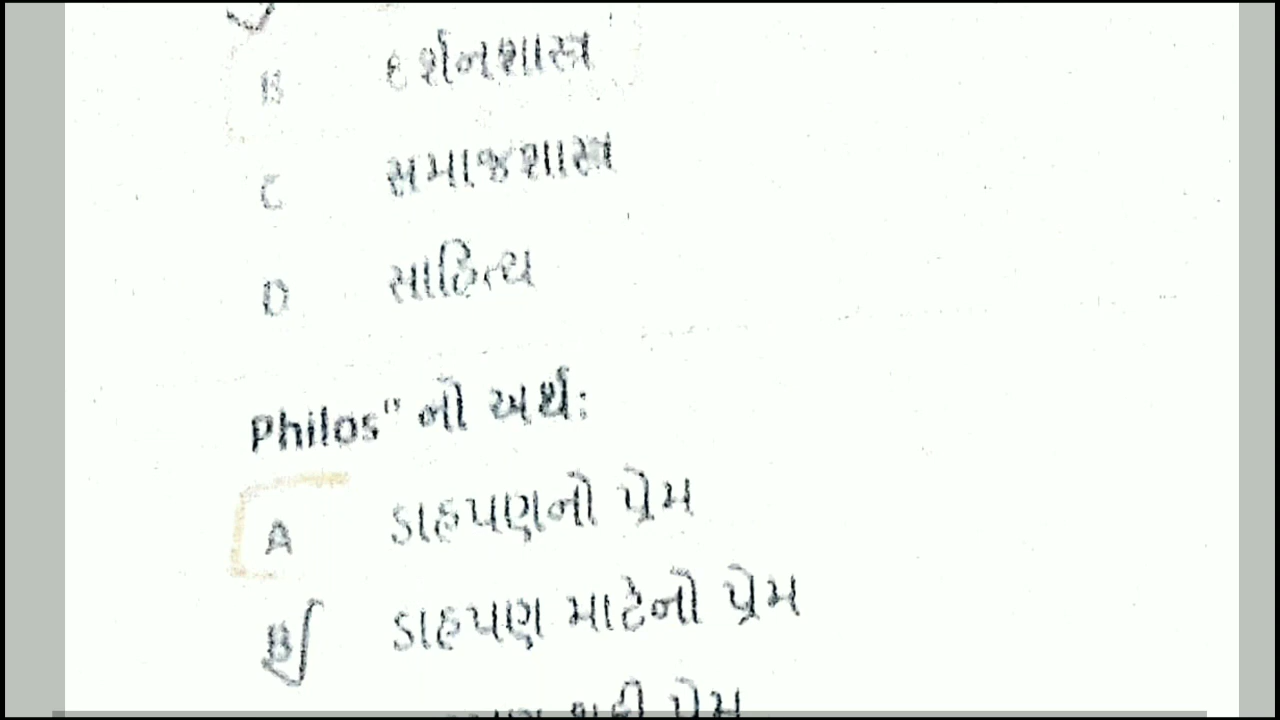 B દર્શનશાસ્ત્ર
C સમાજશાસ્ત્ર
D સાહિત્ય
Philos" નો અર્થ:
A ડાહપણનો પ્રેમ
B ડાહપણ માટેનો પ્રેમ
પ્રેમ